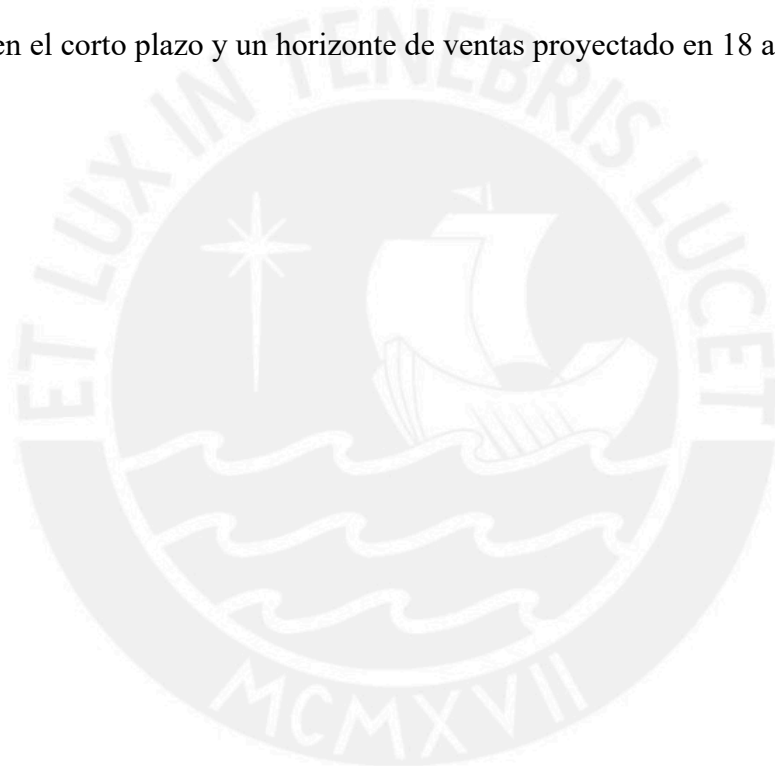 en el corto plazo y un horizonte de ventas proyectado en 18 a
ET LUX IN TENEBRIS LUCET
MCMXVII